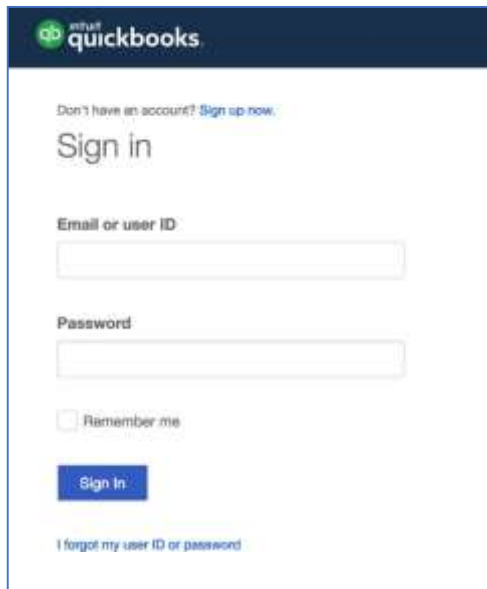 qb intuit
quickbooks.
Don't have an account? Sign up now.
Sign in
Email or user ID
Password
Remember me
Sign In
I forgot my user ID or password